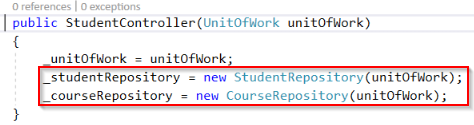 0 references | 0 exceptions
public StudentController(UnitOfWork unitOfWork)
{
_unitOfWork = unitOfWork;
_studentRepository = new StudentRepository(unitOfWork);
_courseRepository = new CourseRepository(unitOfWork);
}